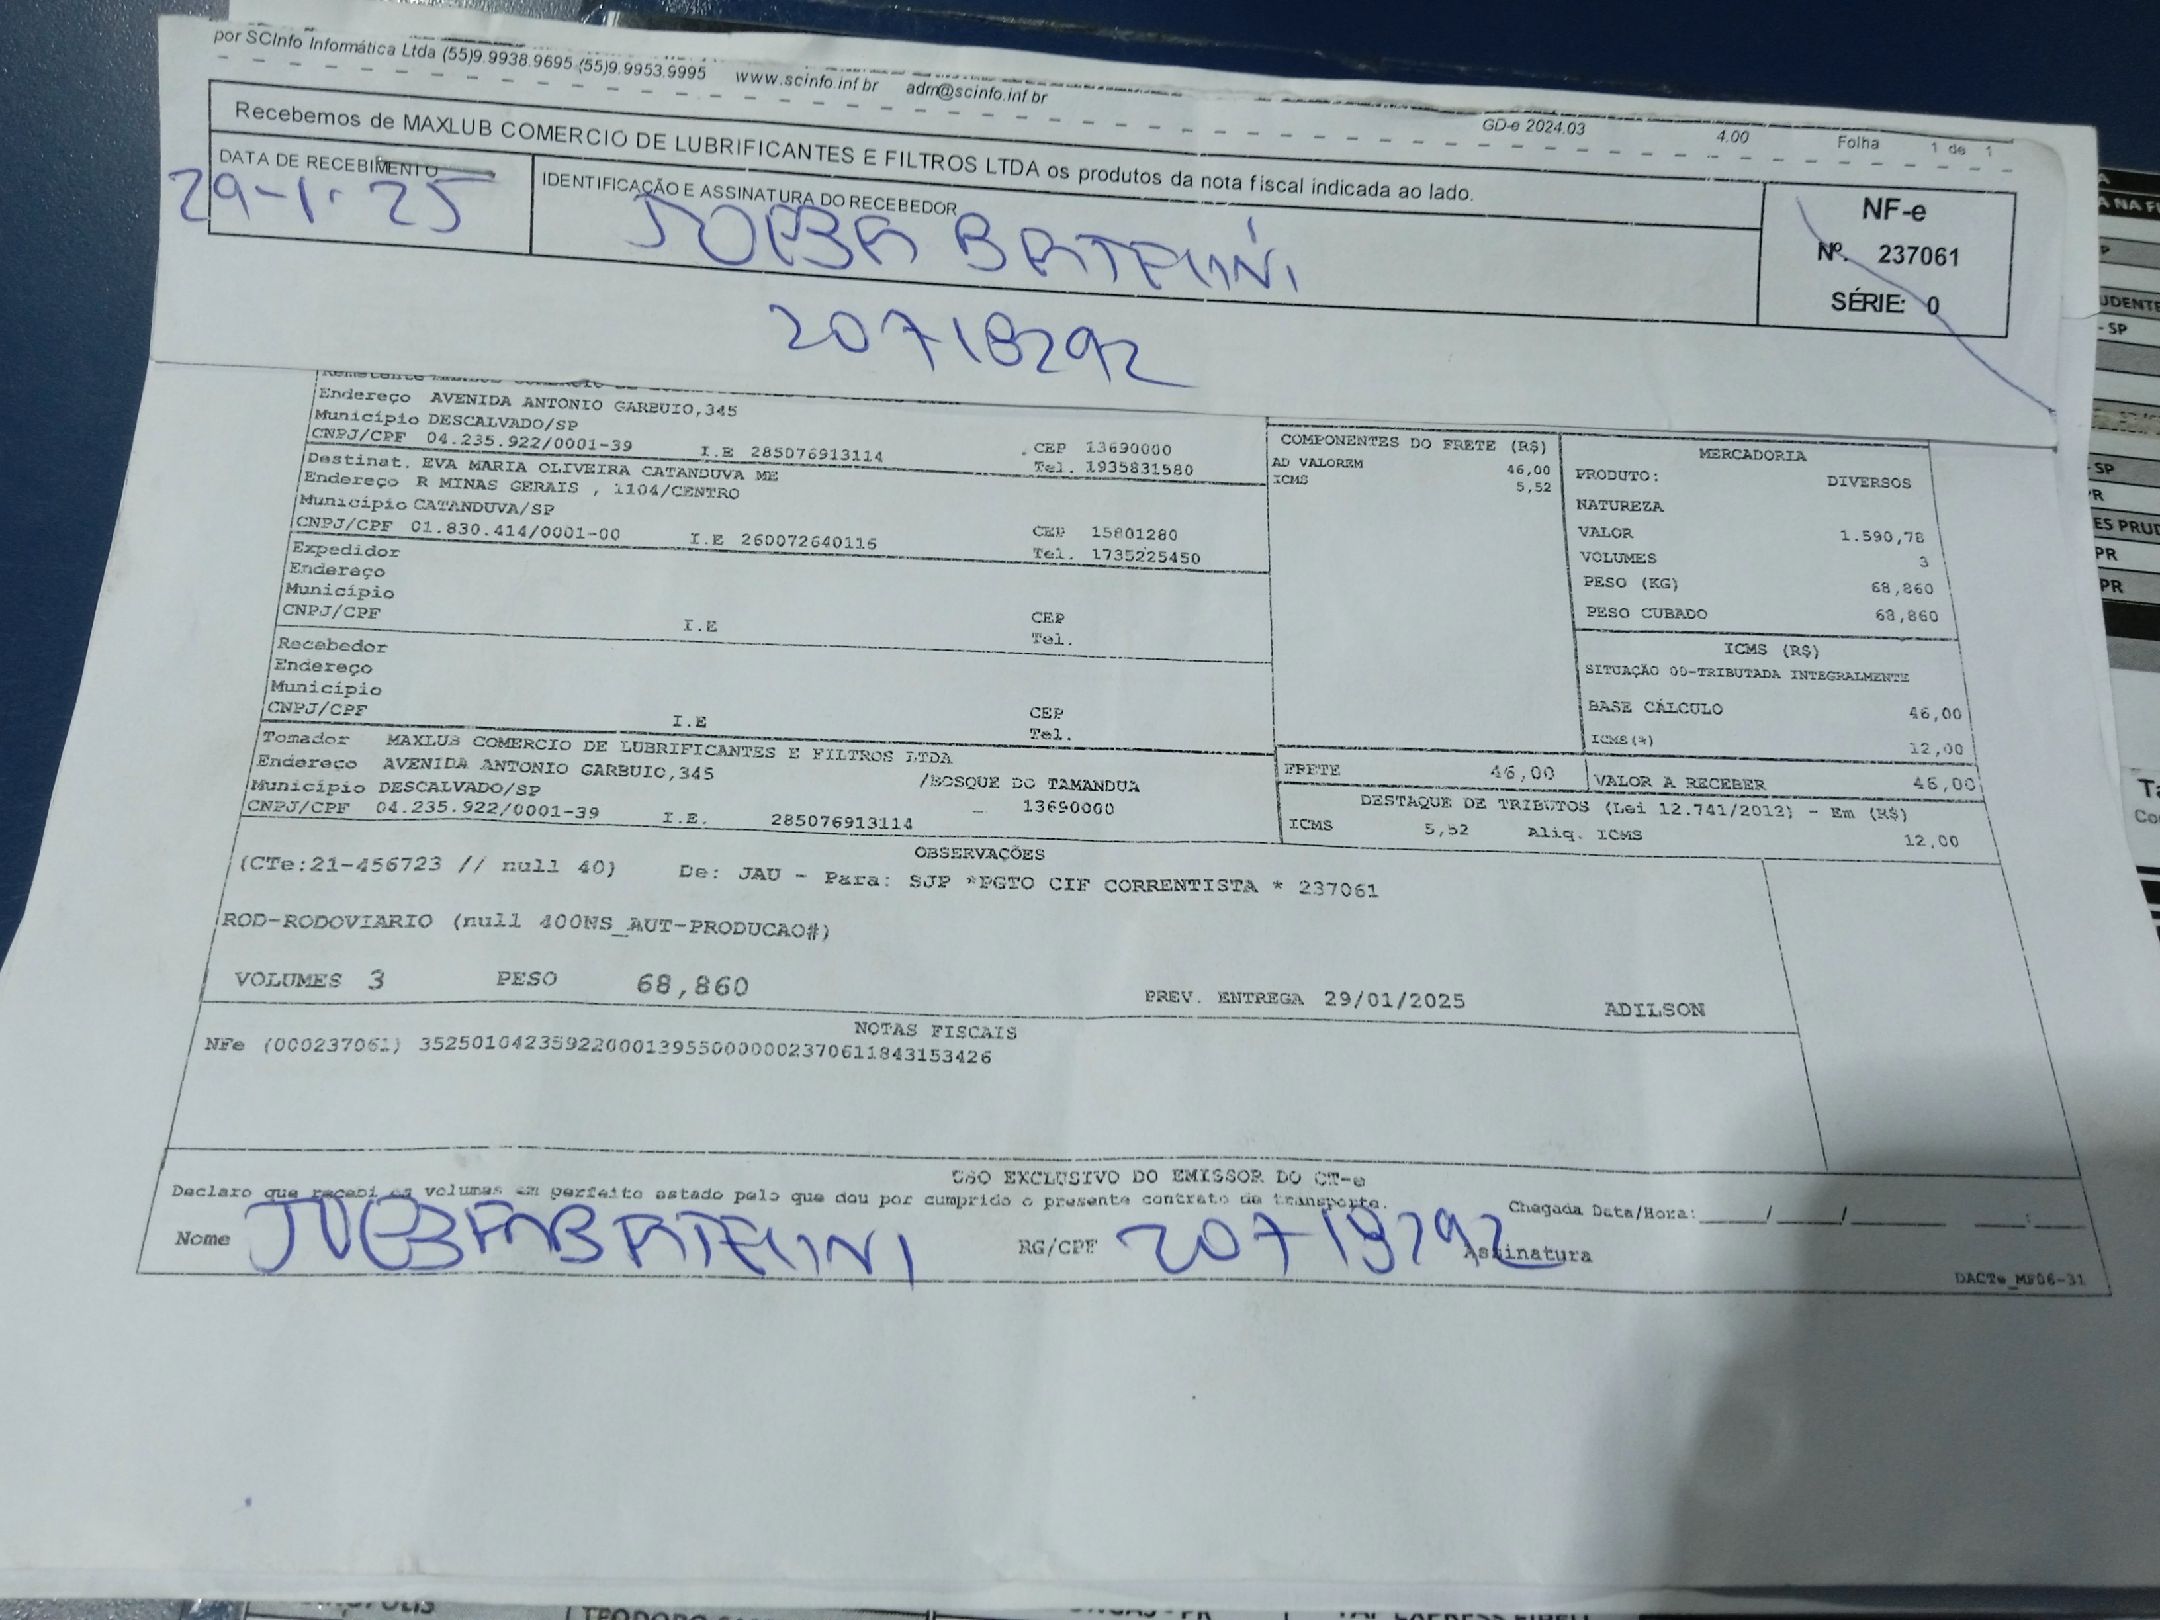 por SCInfo Informática Ltda (55)9.9938.9695 (55)9.9953.9995 www.scinfo.inf.br adm@scinfo.inf.br GD-e 2024.03 4.00 Folha 1 de 1
Recebemos de MAXLUB COMERCIO DE LUBRIFICANTES E FILTROS LTDA os produtos da nota fiscal indicada ao lado.
DATA DE RECEBIMENTO
29-1-25
IDENTIFICAÇÃO E ASSINATURA DO RECEBEDOR
20718292
NF-e
Nº. 237061
SÉRIE: 0
Endereço AVENIDA ANTONIO GARBUIO,345
Município DESCALVADO/SP CEP 13690000
CNPJ/CPF 04.235.922/0001-39 I.E 285076913114 Tel. 1935831580
Destinat. EVA MARIA OLIVEIRA CATANDUVA ME
Endereço R MINAS GERAIS , 1104/CENTRO
Município CATANDUVA/SP CEP 15801280
CNPJ/CPF 01.830.414/0001-00 I.E 260072640116 Tel. 1735225450
Expedidor
Endereço
Município CEP
CNPJ/CPF I.E Tel.
Recebedor
Endereço
Município CEP
CNPJ/CPF I.E Tel.
Tomador MAXLUB COMERCIO DE LUBRIFICANTES E FILTROS LTDA
Endereço AVENIDA ANTONIO GARBUIO,345 /BOSQUE DO TAMANDUA
Município DESCALVADO/SP - 13690000
CNPJ/CPF 04.235.922/0001-39 I.E. 285076913114
COMPONENTES DO FRETE (R$)
AD VALOREM 46,00
ICMS 5,52
MERCADORIA
PRODUTO: DIVERSOS
NATUREZA
VALOR 1.590,78
VOLUMES 3
PESO (KG) 68,860
PESO CUBADO 68,860
ICMS (R$)
SITUAÇÃO 00-TRIBUTADA INTEGRALMENTE
BASE CÁLCULO 46,00
ICMS(%) 12,00
FRETE 46,00 VALOR A RECEBER 46,00
DESTAQUE DE TRIBUTOS (Lei 12.741/2012) - Em (R$)
ICMS 5,52 Aliq. ICMS 12,00
OBSERVAÇÕES
(CTe:21-456723 // null 40) De: JAU - Para: SJP *PGTO CIF CORRENTISTA * 237061
ROD-RODOVIARIO (null 400NS_AUT-PRODUCAO#)
VOLUMES 3 PESO 68,860 PREV. ENTREGA 29/01/2025 ADILSON
NOTAS FISCAIS
NFe (000237061) 35250104235922000139550000002370611843153426
USO EXCLUSIVO DO EMISSOR DO CT-e
Declaro que recebi os volumes em perfeito estado pelo que dou por cumprido o presente contrato de transporte. Chegada Data/Hora: ___/___/___ ___:___
Nome RG/CPF 20718292 Assinatura
DACTe_MF06-31